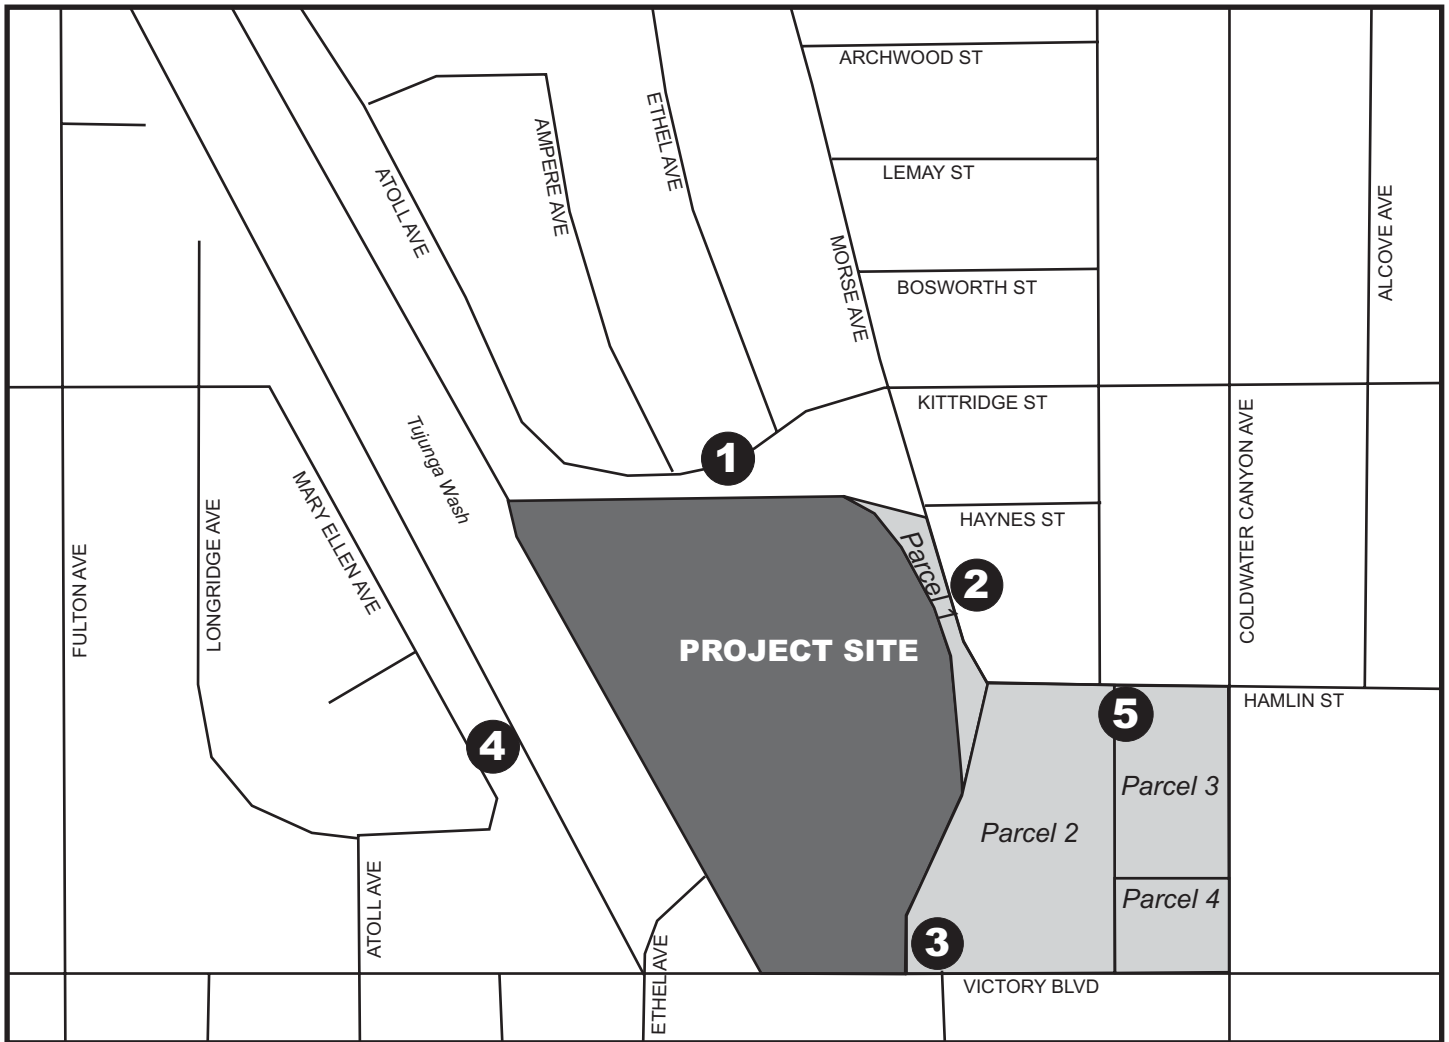 ARCHWOOD ST
ETHEL AVE
AMPERE AVE
LEMAY ST
ATOLL AVE
ALCOVE AVE
MORSE AVE
BOSWORTH ST
KITTRIDGE ST
Tujunga Wash
COLDWATER CANYON AVE
1
MARY ELLEN AVE
LONGRIDGE AVE
HAYNES ST
Parcel 1
FULTON AVE
2
PROJECT SITE
HAMLIN ST
5
4
Parcel 3
Parcel 2
ATOLL AVE
Parcel 4
3
ETHEL AVE
VICTORY BLVD